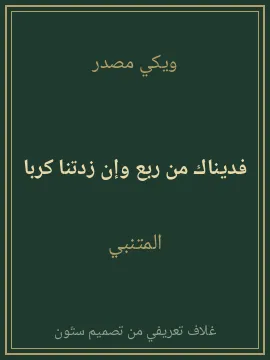 ويكي مصدر
فديناك من ربع وإن زدتنا كربا
المتنبي
غلاف تعريفي من تصميم سثون